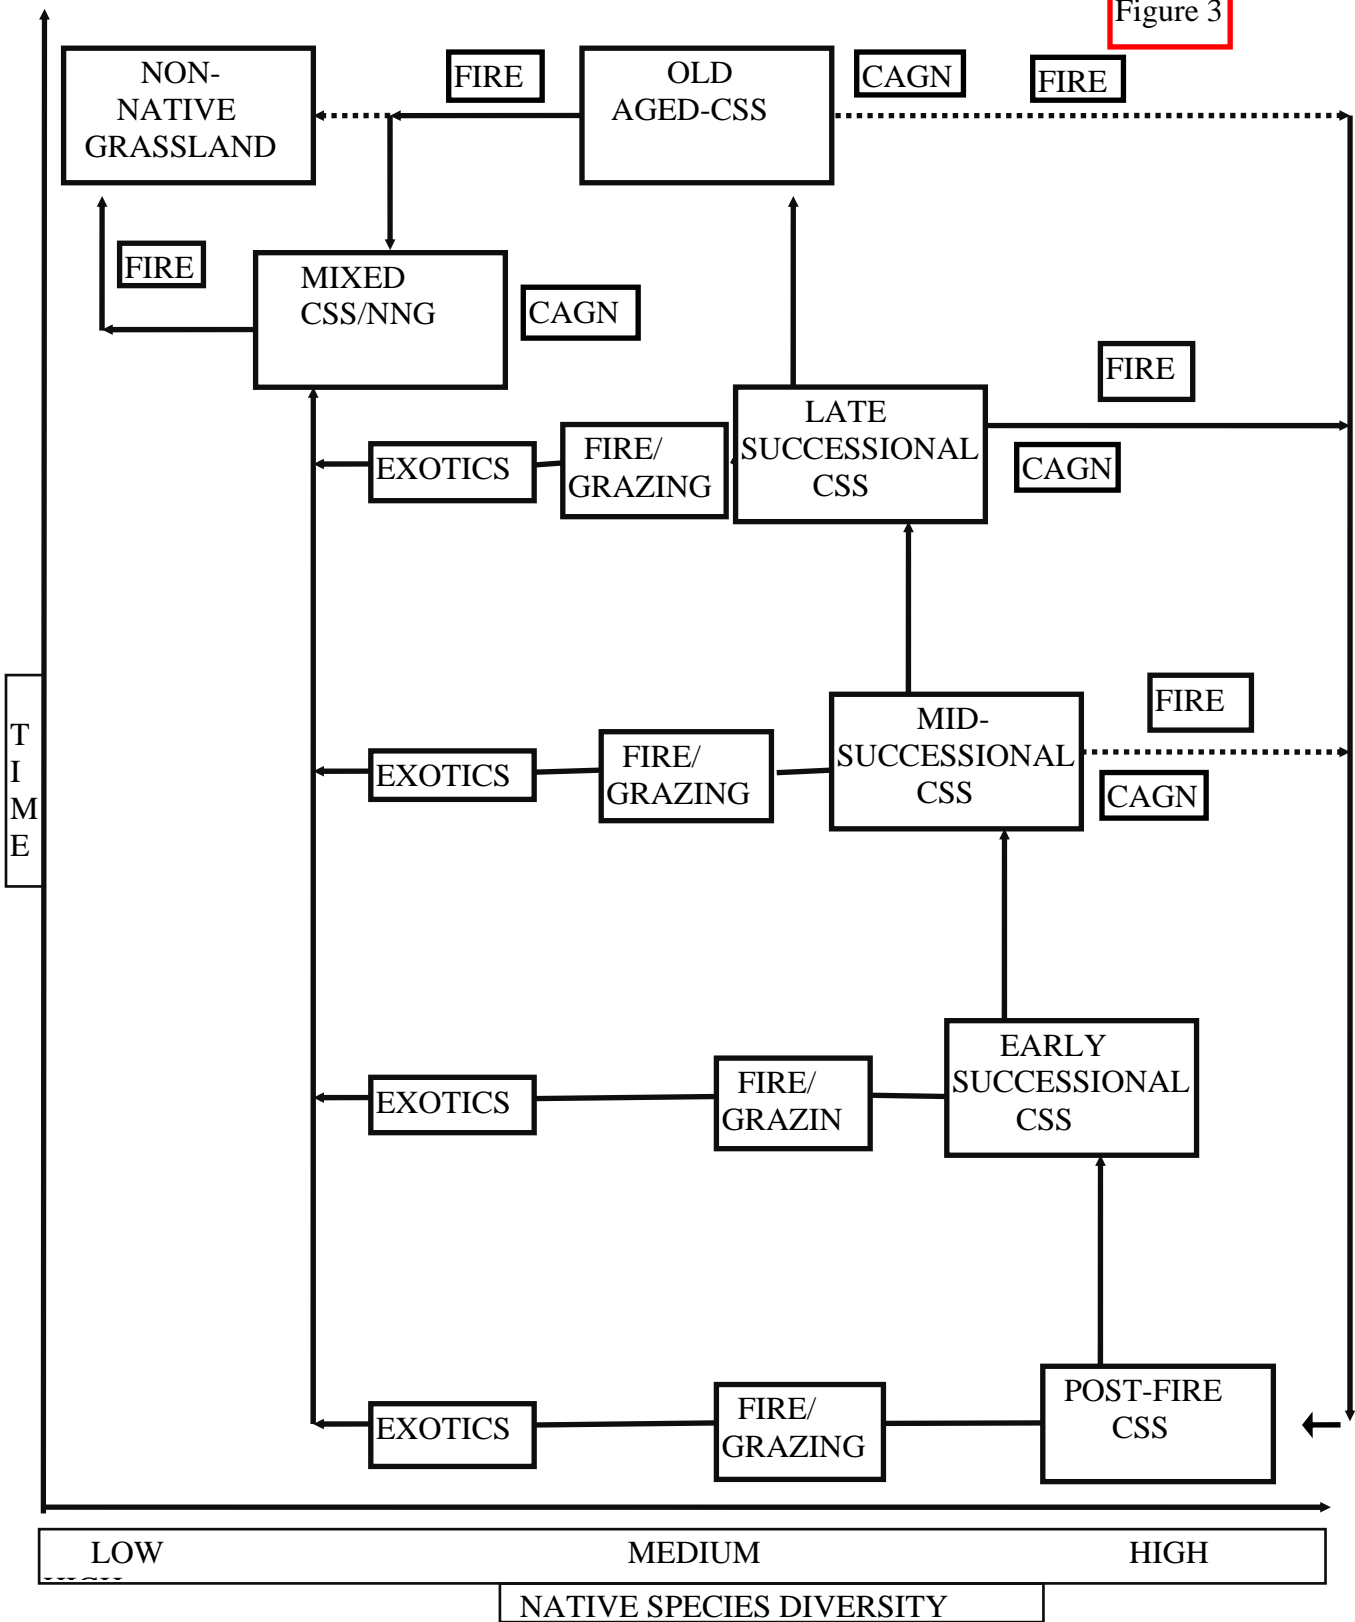 Figure 3
NON-
NATIVE
GRASSLAND
FIRE
OLD
AGED-CSS
CAGN
FIRE
FIRE
MIXED
CSS/NNG
CAGN
FIRE
LATE
SUCCESSIONAL
CSS
CAGN
EXOTICS
FIRE/
GRAZING
FIRE
MID-
SUCCESSIONAL
CSS
CAGN
EXOTICS
FIRE/
GRAZING
T
I
M
E
EARLY
SUCCESSIONAL
CSS
EXOTICS
FIRE/
GRAZIN
POST-FIRE
CSS
EXOTICS
FIRE/
GRAZING
LOW MEDIUM HIGH
NATIVE SPECIES DIVERSITY